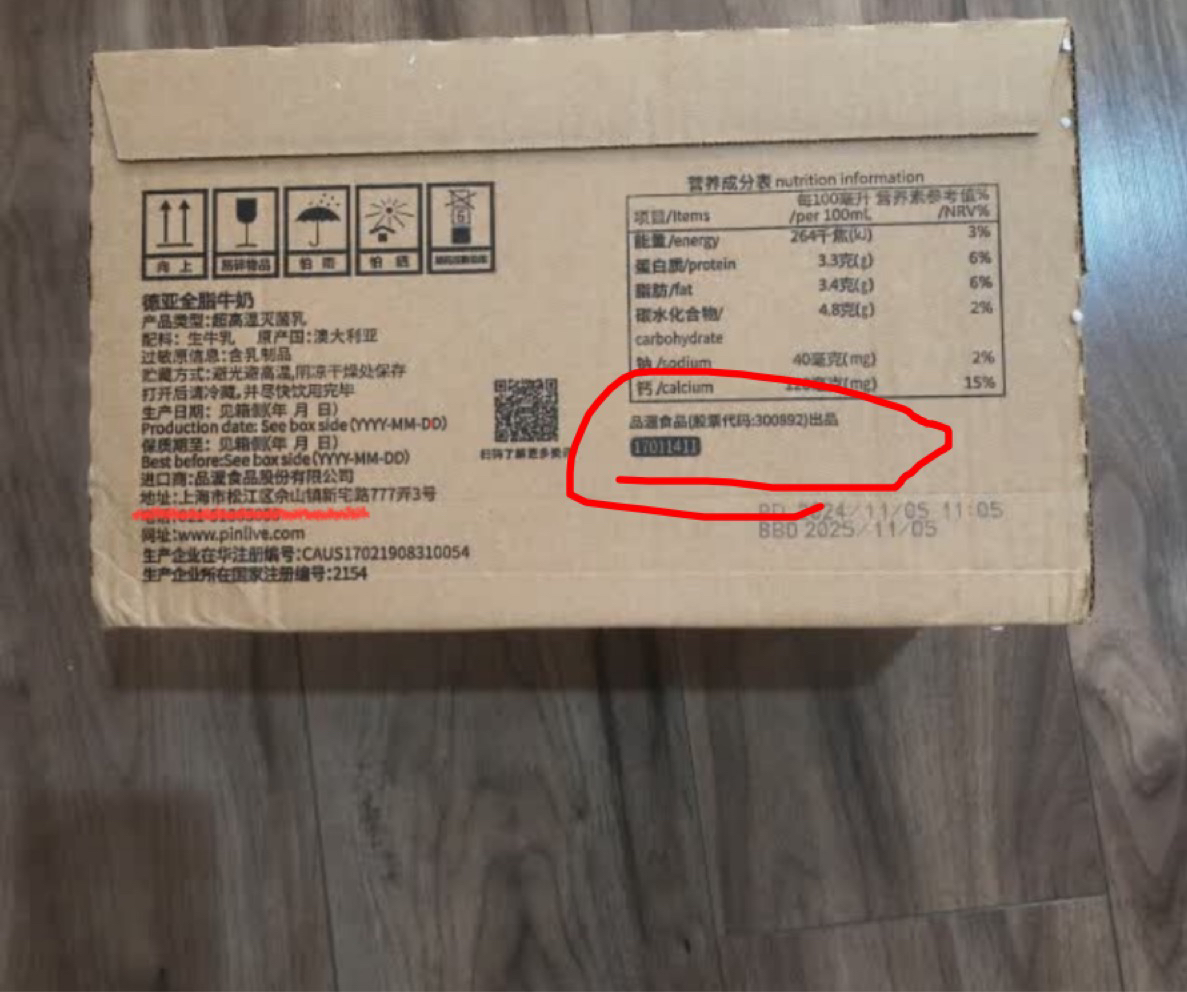 向 上
易碎物品
怕 雨
怕 晒
5
德亚全脂牛奶
产品类型:超高温灭菌乳
配料: 生牛乳 原产国:澳大利亚
过敏原信息:含乳制品
贮藏方式:避光避高温,阴凉干燥处保存
打开后请冷藏,并尽快饮用完毕
生产日期: 见箱侧(年 月 日)
Production date: See box side (YYYY-MM-DD)
保质期至: 见箱侧(年 月 日)
Best before:See box side (YYYY-MM-DD)
进口商:品渥食品股份有限公司
地址:上海市松江区佘山镇新宅路777弄3号
网址:www.pinlive.com
生产企业在华注册编号:CAUS17021908310054
生产企业所在国家注册编号:2154
扫码了解更多资讯
营养成分表 nutrition information
项目/Items 每100毫升/per 100mL 营养素参考值%/NRV%
能量/energy 264千焦(kJ) 3%
蛋白质/protein 3.3克(g) 6%
脂肪/fat 3.4克(g) 6%
碳水化合物/carbohydrate 4.8克(g) 2%
钠/sodium 40毫克(mg) 2%
钙/calcium 毫克(mg) 15%
品渥食品(股票代码:300892)出品
17011411
PD 2024/11/05 11:05
BBD 2025/11/05